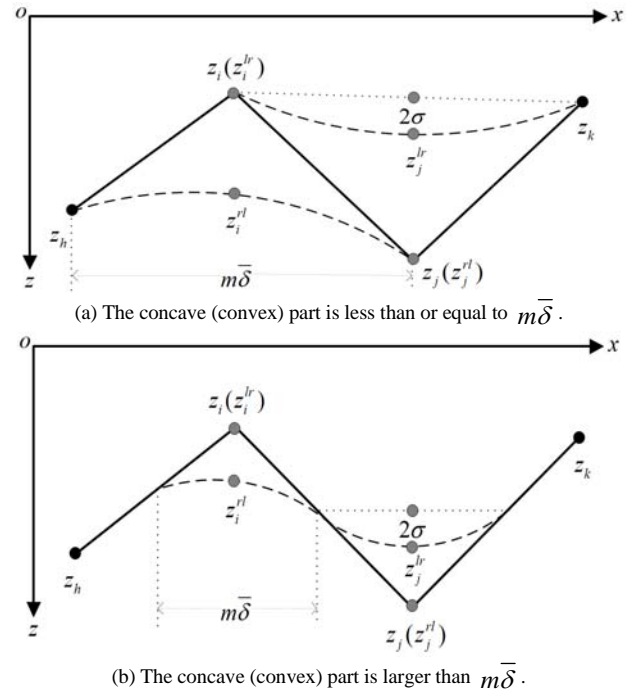 o
x
z_i(z_i^{lr})
2σ
z_k
z_j^{lr}
z_i^{rl}
z_h
z
mδ̅
z_j(z_j^{rl})
(a) The concave (convex) part is less than or equal to mδ̅.
o
x
z_i(z_i^{lr})
z_k
z_i^{rl}
2σ
z_j^{lr}
z_h
mδ̅
z
z_j(z_j^{rl})
(b) The concave (convex) part is larger than mδ̅.